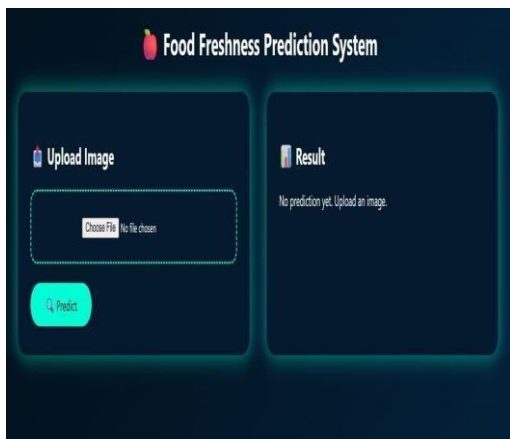 Food Freshness Prediction System
Upload Image
Choose File No file chosen
Predict
Result
No prediction yet. Upload an image.